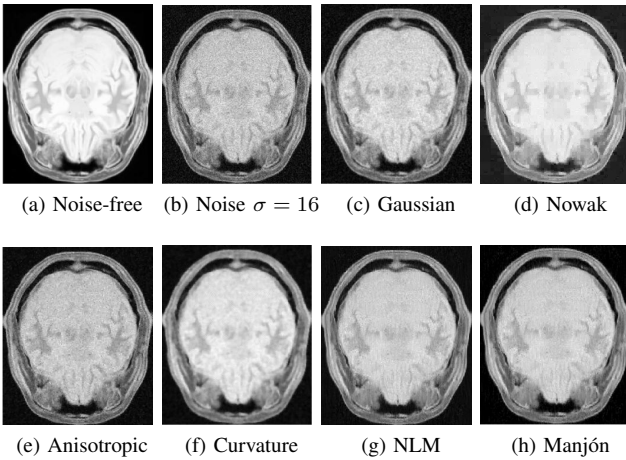 (a) Noise-free (b) Noise σ = 16 (c) Gaussian (d) Nowak
(e) Anisotropic (f) Curvature (g) NLM (h) Manjón